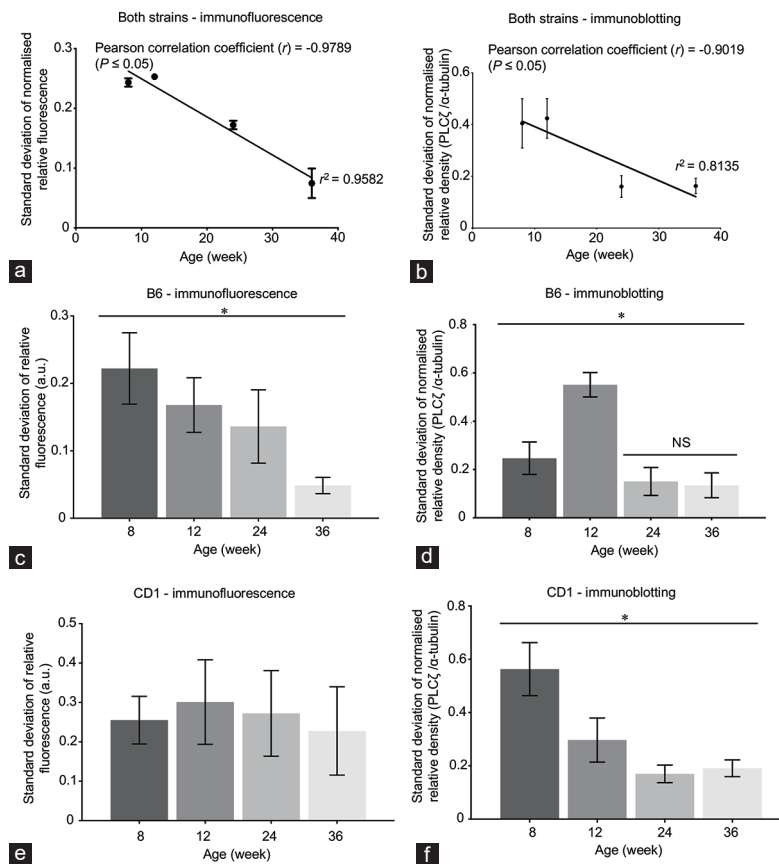 Both strains - immunofluorescence
Pearson correlation coefficient (r) = -0.9789
(P ≤ 0.05)
Standard deviation of normalised
relative fluorescence
0.3
0.2
0.1
0
r² = 0.9582
0 10 20 30 40
Age (week)
a
Both strains - immunoblotting
Pearson correlation coefficient (r) = -0.9019
(P ≤ 0.05)
Standard deviation of normalised
relative density (PLCζ /α-tubulin)
0.6
0.4
0.2
0
r² = 0.8135
0 10 20 30 40
Age (week)
b
B6 - immunofluorescence
*
Standard deviation of relative
fluorescence (a.u.)
0.3
0.2
0.1
0
8 12 24 36
Age (week)
c
B6 - immunoblotting
*
NS
Standard deviation of normalised
relative density (PLCζ /α-tubulin)
0.8
0.6
0.4
0.2
0
8 12 24 36
Age (week)
d
CD1 - immunofluorescence
Standard deviation of relative
fluorescence (a.u.)
0.5
0.4
0.3
0.2
0.1
0
8 12 24 36
Age (week)
e
CD1 - immunoblotting
*
Standard deviation of normalised
relative density (PLCζ /α-tubulin)
0.8
0.6
0.4
0.2
0
8 12 24 36
Age (week)
f